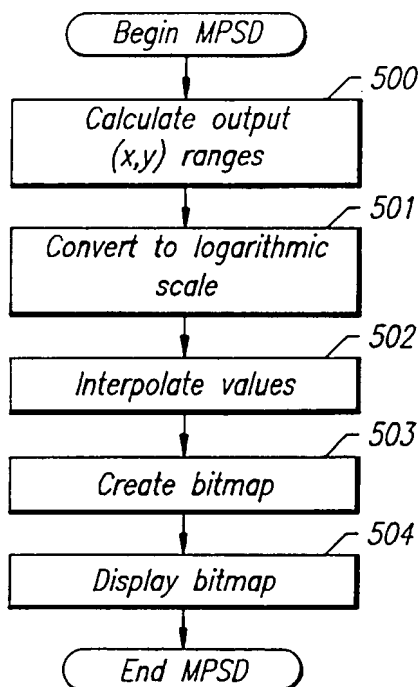 Begin MPSD
500
Calculate output
(x,y) ranges
501
Convert to logarithmic
scale
502
Interpolate values
503
Create bitmap
504
Display bitmap
End MPSD